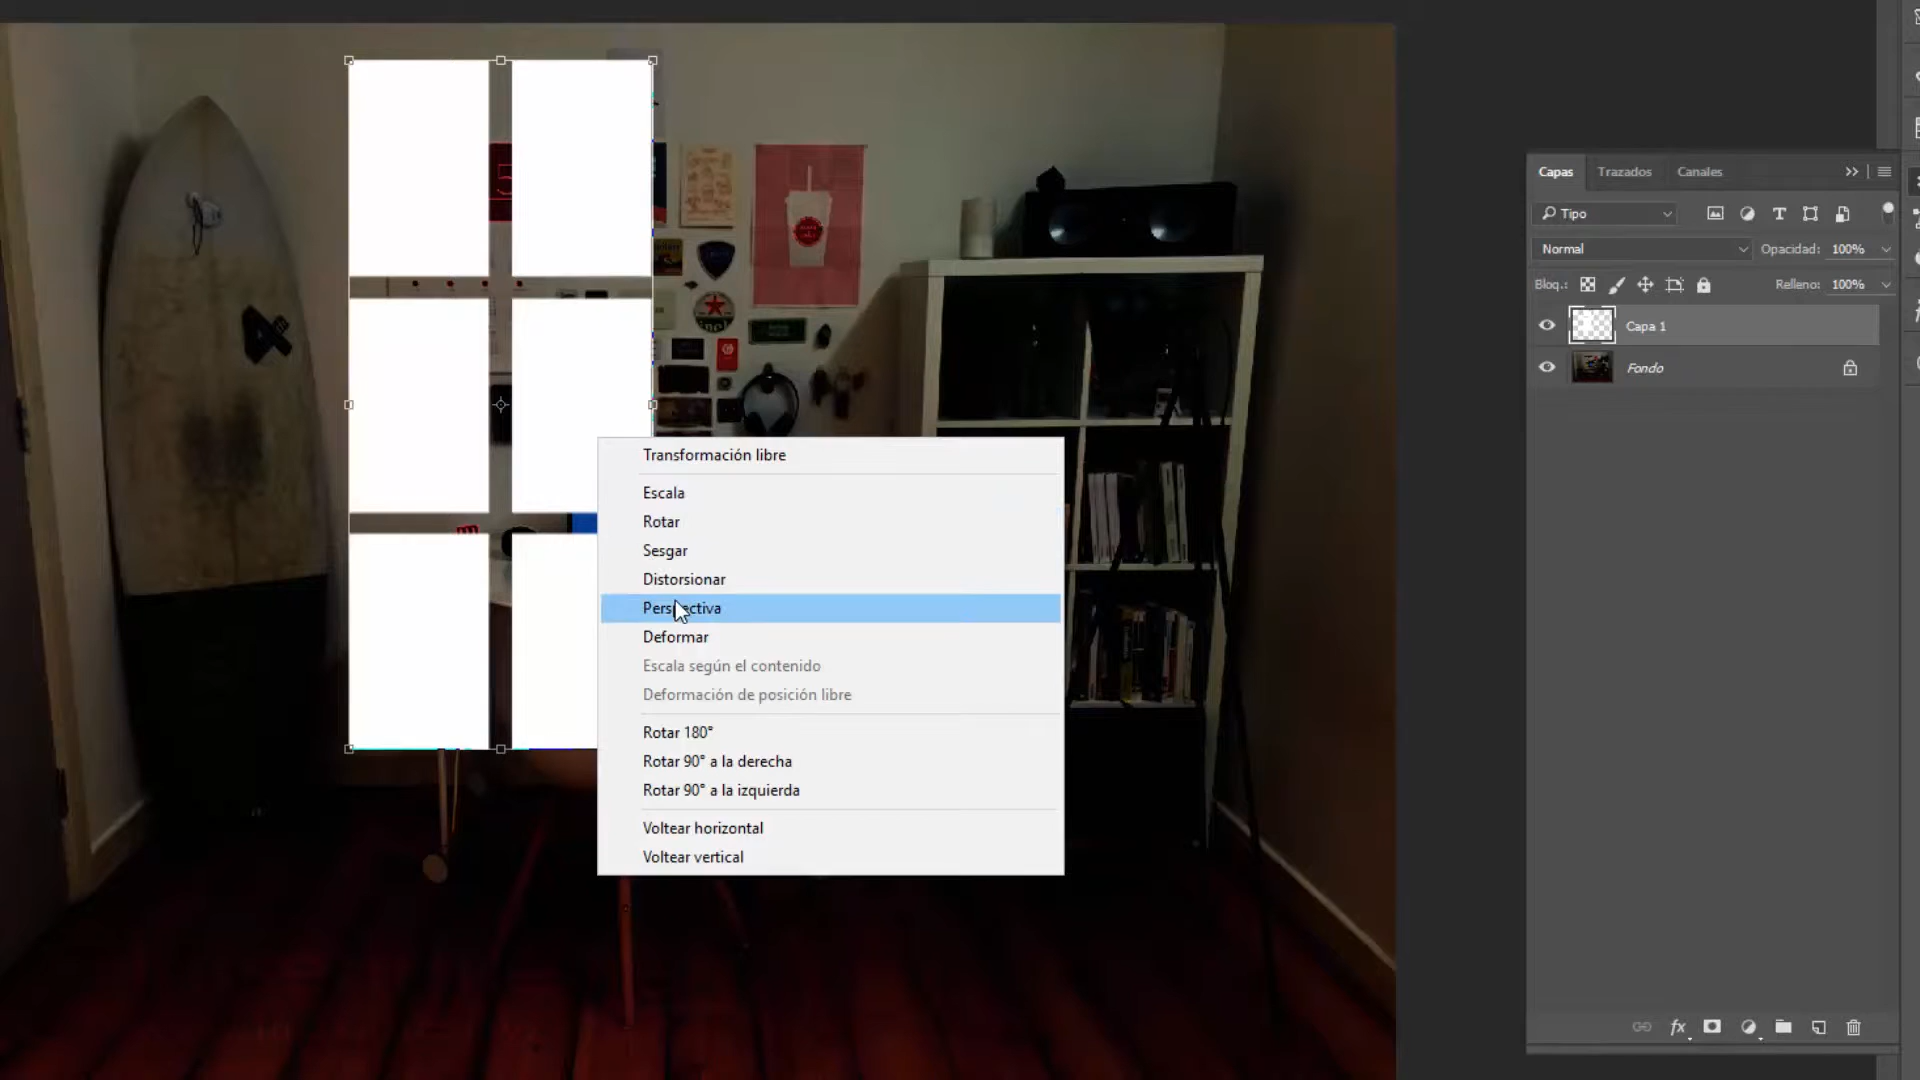 Capas Trazados Canales
Tipo
Normal Opacidad: 100%
Bloq.: Relleno: 100%
Capa 1
Fondo
Transformación libre
Escala
Rotar
Sesgar
Distorsionar
Perspectiva
Deformar
Escala según el contenido
Deformación de posición libre
Rotar 180°
Rotar 90° a la derecha
Rotar 90° a la izquierda
Voltear horizontal
Voltear vertical